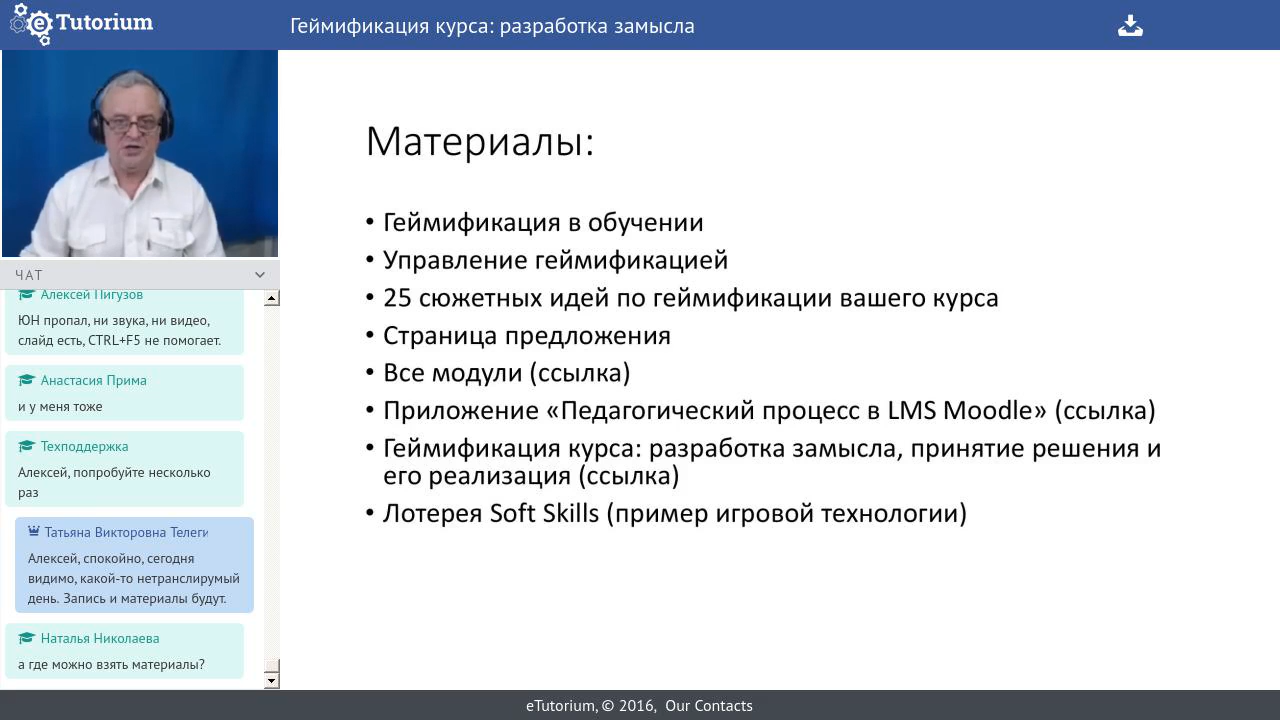 eTutorium
Геймификация курса: разработка замысла
ЧАТ
Алексей Пигузов
ЮН пропал, ни звука, ни видео,
слайд есть, CTRL+F5 не помогает.
Анастасия Прима
и у меня тоже
Техподдержка
Алексей, попробуйте несколько
раз
Татьяна Викторовна Телеги
Алексей, спокойно, сегодня
видимо, какой-то нетранслирумый
день. Запись и материалы будут.
Наталья Николаева
а где можно взять материалы?
Материалы:
• Геймификация в обучении
• Управление геймификацией
• 25 сюжетных идей по геймификации вашего курса
• Страница предложения
• Все модули (ссылка)
• Приложение «Педагогический процесс в LMS Moodle» (ссылка)
• Геймификация курса: разработка замысла, принятие решения и
его реализация (ссылка)
• Лотерея Soft Skills (пример игровой технологии)
eTutorium, © 2016, Our Contacts